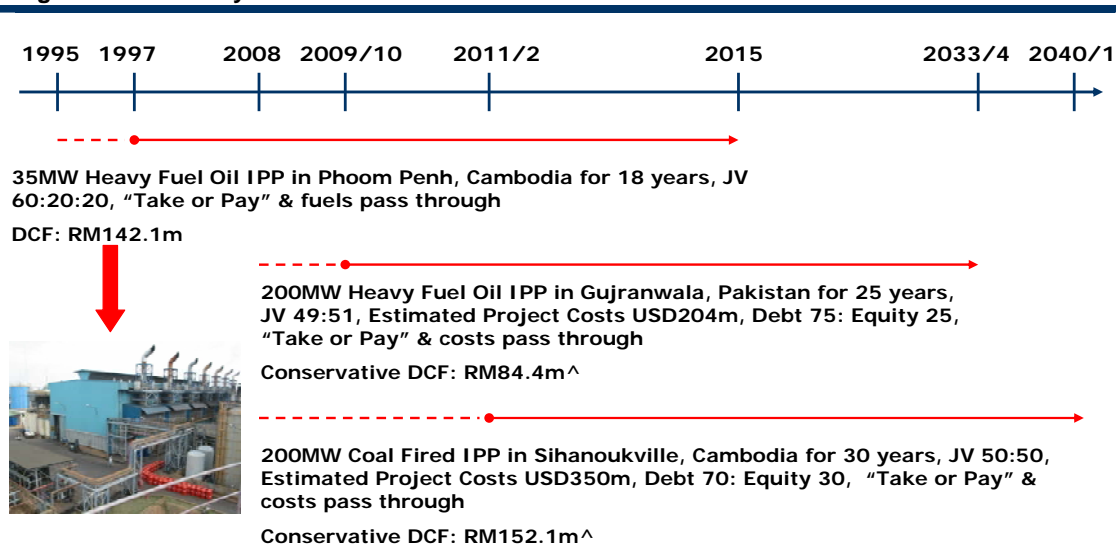 1995 1997 2008 2009/10 2011/2 2015 2033/4 2040/1
35MW Heavy Fuel Oil IPP in Phoom Penh, Cambodia for 18 years, JV
60:20:20, “Take or Pay” & fuels pass through
DCF: RM142.1m
200MW Heavy Fuel Oil IPP in Gujranwala, Pakistan for 25 years,
JV 49:51, Estimated Project Costs USD204m, Debt 75: Equity 25,
“Take or Pay” & costs pass through
Conservative DCF: RM84.4m^
200MW Coal Fired IPP in Sihanoukville, Cambodia for 30 years, JV 50:50,
Estimated Project Costs USD350m, Debt 70: Equity 30, “Take or Pay” &
costs pass through
Conservative DCF: RM152.1m^